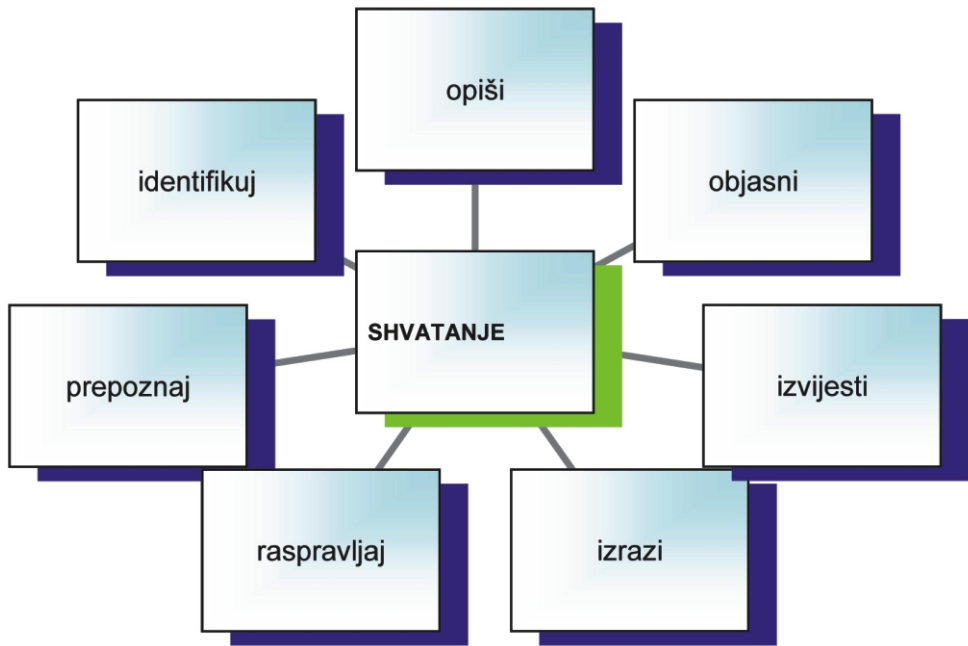 opiši
identifikuj
objasni
SHVATANJE
prepoznaj
izvijesti
raspravljaj
izrazi